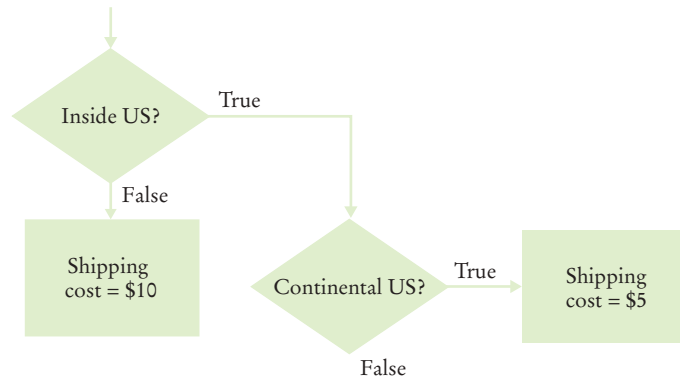 True
Inside US?
False
Shipping
cost = $10
Continental US?
True
Shipping
cost = $5
False